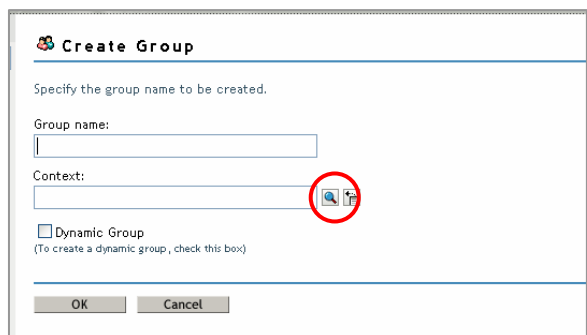 Create Group
Specify the group name to be created.
Group name:
Context:
Dynamic Group
(To create a dynamic group, check this box)
OK Cancel